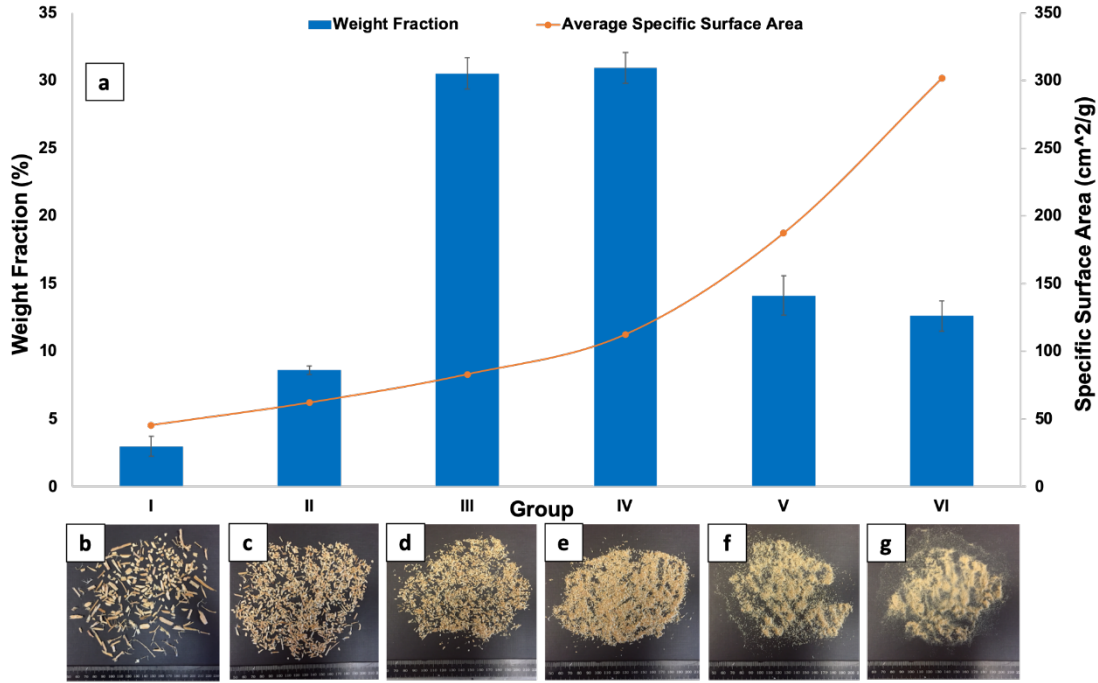 Weight Fraction
Average Specific Surface Area
a
Weight Fraction (%)
35
30
25
20
15
10
5
0
350
300
250
200
150
100
50
0
Specific Surface Area (cm^2/g)
I II III IV V VI
Group
b c d e f g